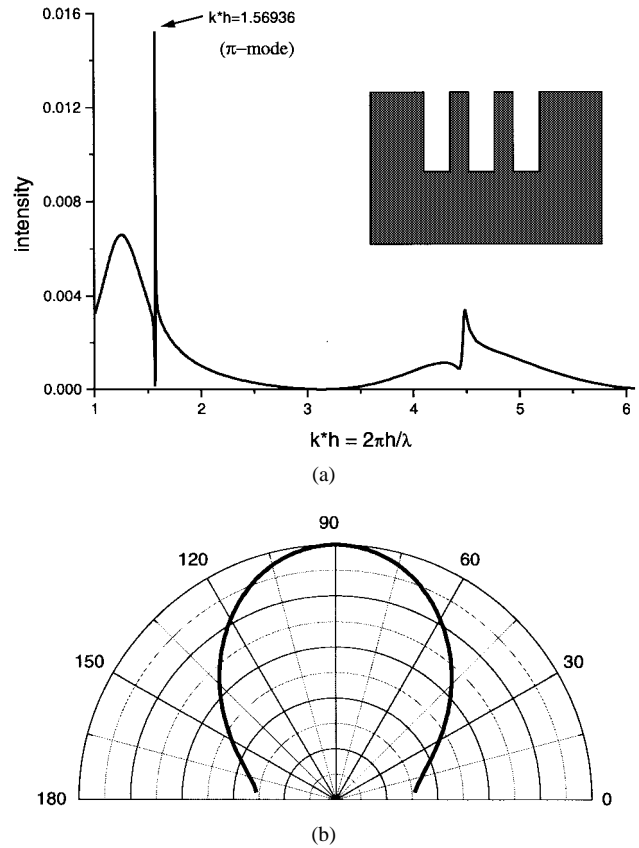 k*h=1.56936
(π−mode)
0.016
0.012
0.008
0.004
0.000
intensity
1 2 3 4 5 6
k*h = 2πh/λ
(a)
90
120 60
150 30
180 0
(b)